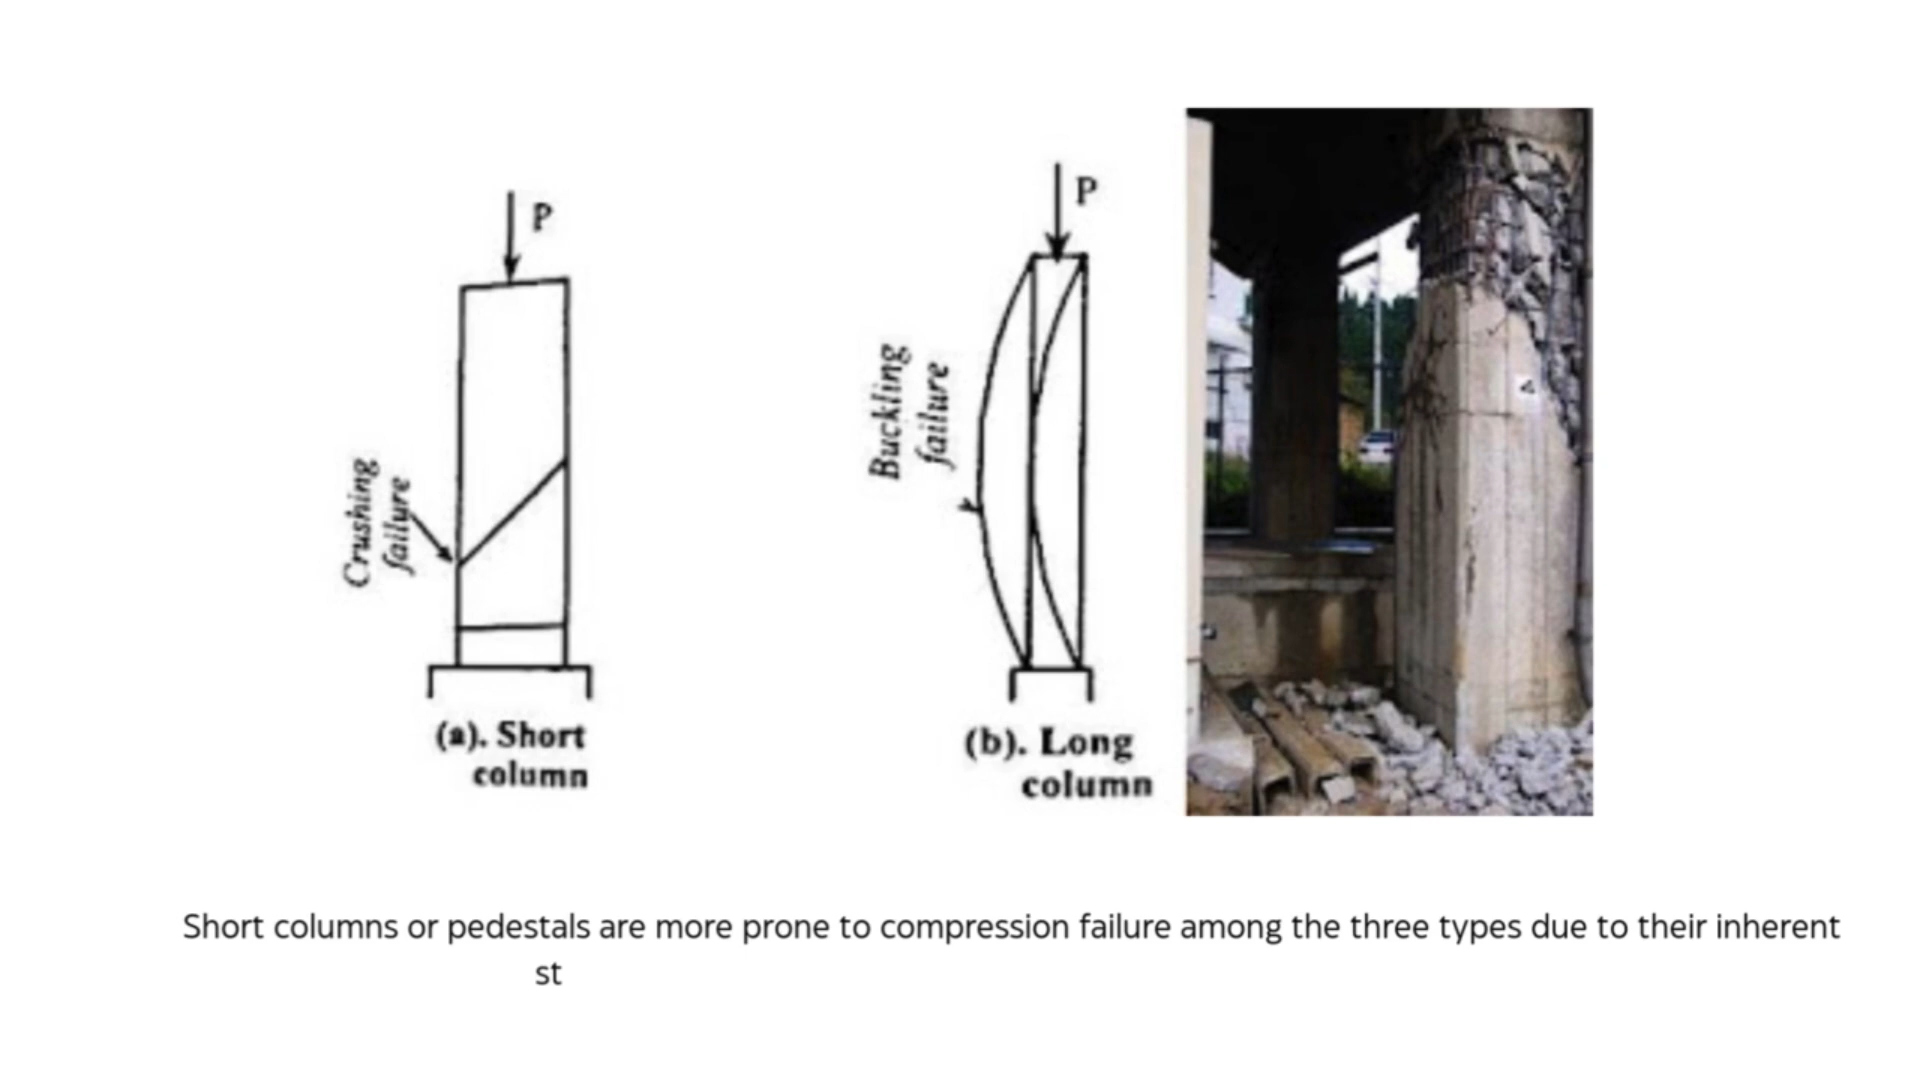 P
P
Crushing
failure
Buckling
failure
(a). Short
column
(b). Long
column
Short columns or pedestals are more prone to compression failure among the three types due to their inherent
st